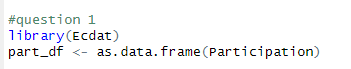 #question 1
library(Ecdat)
part_df <- as.data.frame(Participation)